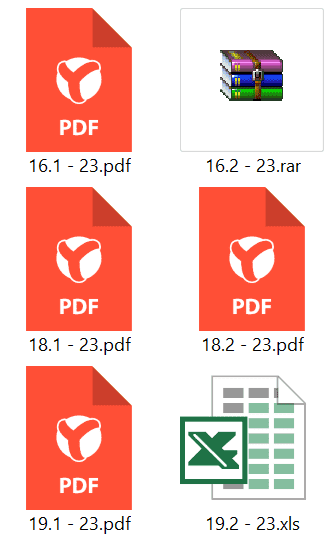 PDF
16.1 - 23.pdf
16.2 - 23.rar
PDF
PDF
18.1 - 23.pdf
18.2 - 23.pdf
PDF
19.1 - 23.pdf
19.2 - 23.xls